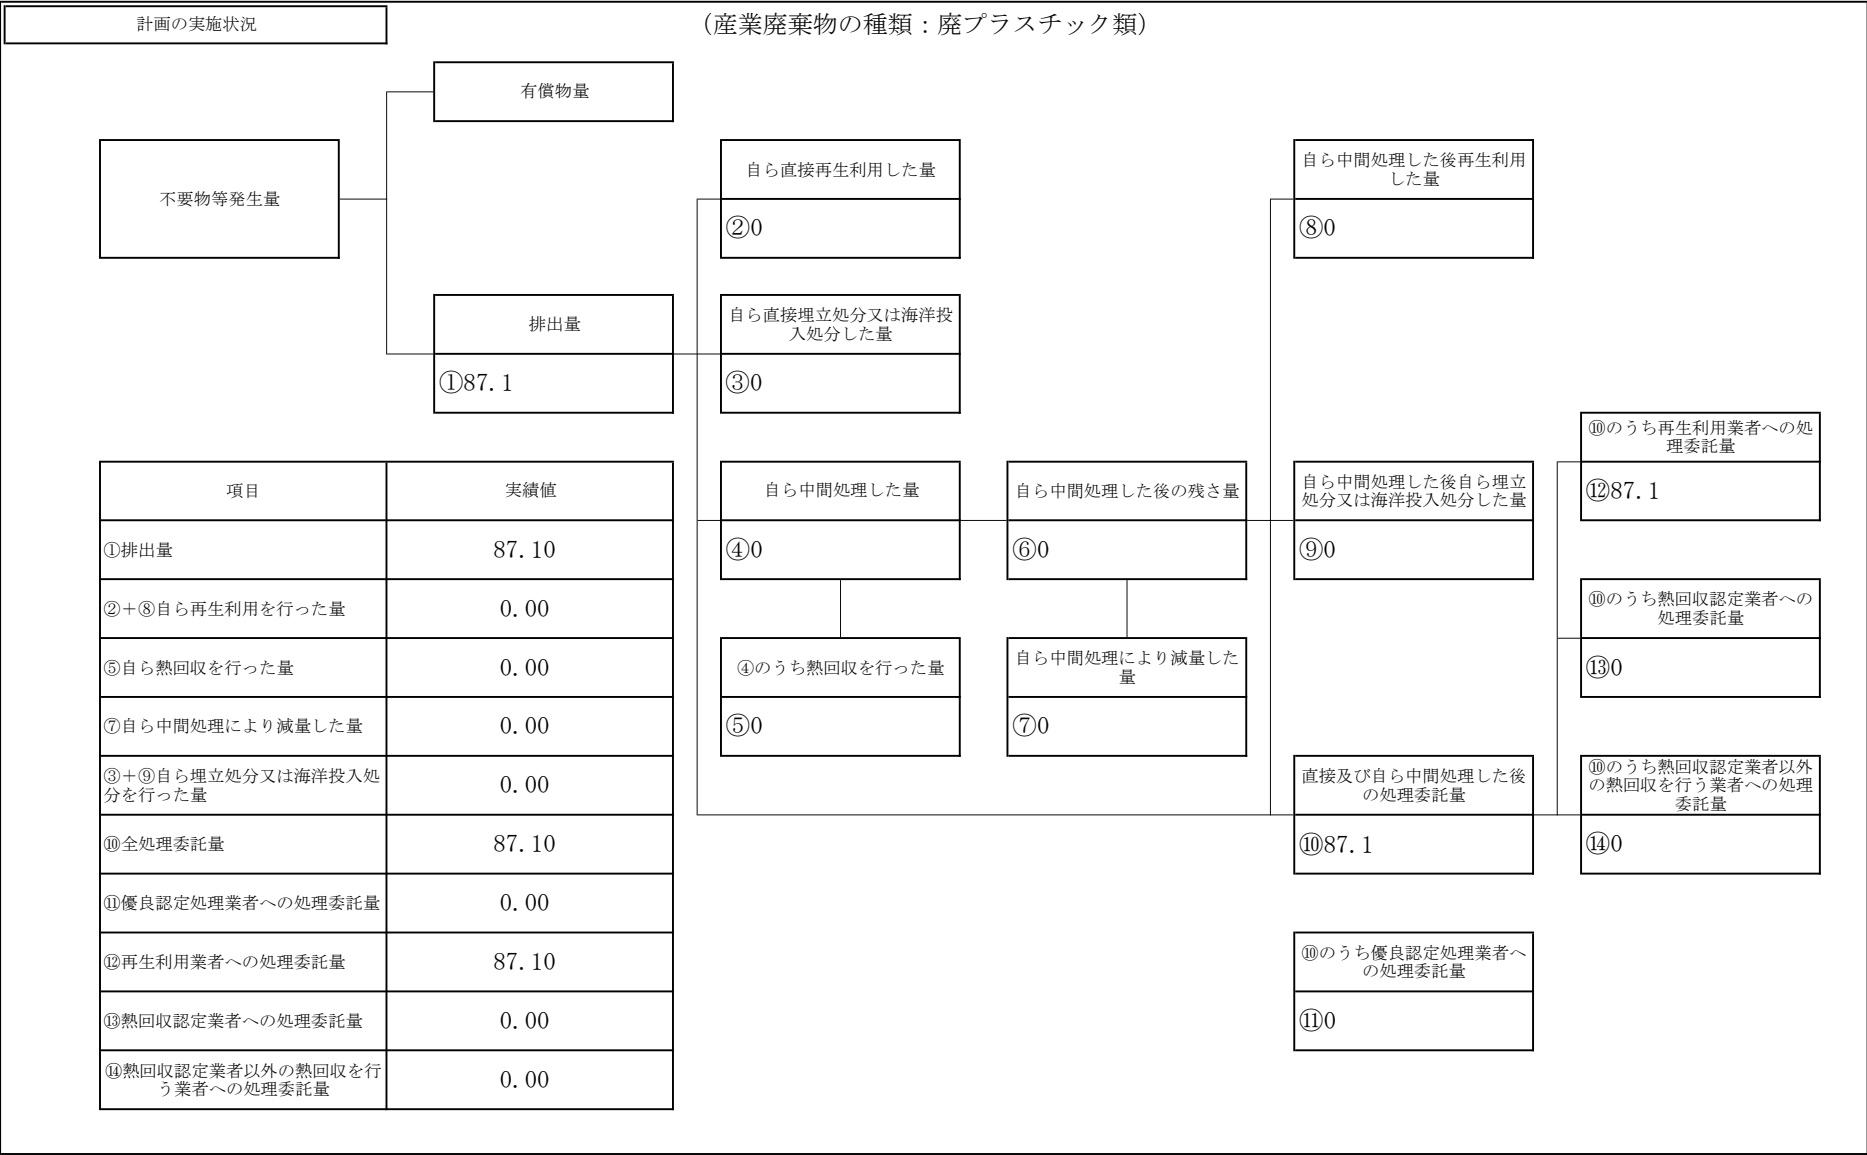 計画の実施状況
（産業廃棄物の種類：廃プラスチック類）
有償物量
不要物等発生量
自ら直接再生利用した量
②0
自ら中間処理した後再生利用
した量
⑧0
排出量
①87.1
自ら直接埋立処分又は海洋投
入処分した量
③0
⑩のうち再生利用業者への処
理委託量
⑫87.1
自ら中間処理した量
④0
自ら中間処理した後の残さ量
⑥0
自ら中間処理した後自ら埋立
処分又は海洋投入処分した量
⑨0
⑩のうち熱回収認定業者への
処理委託量
⑬0
④のうち熱回収を行った量
⑤0
自ら中間処理により減量した
量
⑦0
直接及び自ら中間処理した後
の処理委託量
⑩87.1
⑩のうち熱回収認定業者以外
の熱回収を行う業者への処理
委託量
⑭0
⑩のうち優良認定処理業者へ
の処理委託量
⑪0
項目 実績値
①排出量 87.10
②＋⑧自ら再生利用を行った量 0.00
⑤自ら熱回収を行った量 0.00
⑦自ら中間処理により減量した量 0.00
③＋⑨自ら埋立処分又は海洋投入処
分を行った量 0.00
⑩全処理委託量 87.10
⑪優良認定処理業者への処理委託量 0.00
⑫再生利用業者への処理委託量 87.10
⑬熱回収認定業者への処理委託量 0.00
⑭熱回収認定業者以外の熱回収を行
う業者への処理委託量 0.00